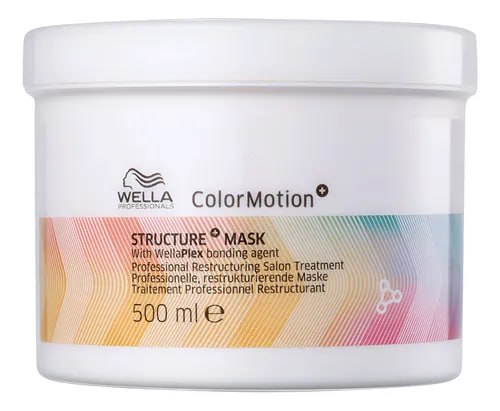 WELLA
PROFESSIONALS
ColorMotion+
STRUCTURE + MASK
With WellaPlex bonding agent
Professional Restructuring Salon Treatment
Professionelle, restrukturierende Maske
Traitement Professionnel Restructurant
500 ml ℮